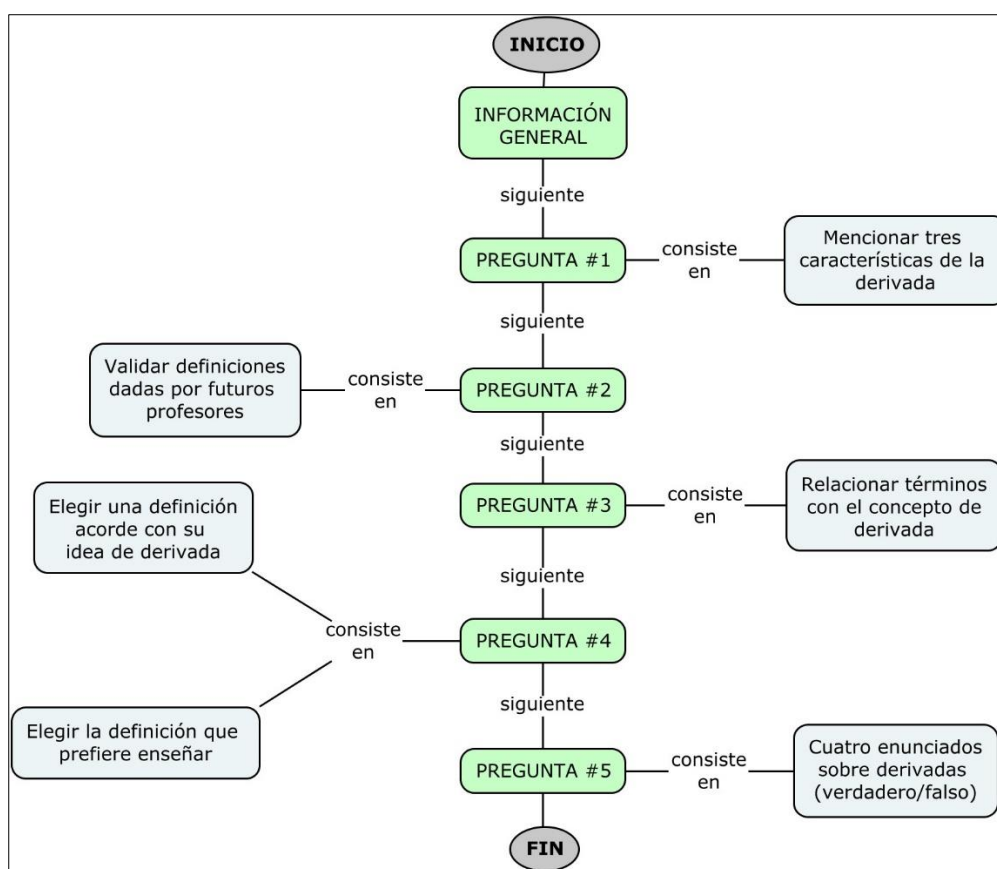 INICIO
INFORMACIÓN
GENERAL
siguiente
PREGUNTA #1
consiste
en
Mencionar tres
características de la
derivada
siguiente
Validar definiciones
dadas por futuros
profesores
consiste
en
PREGUNTA #2
siguiente
PREGUNTA #3
consiste
en
Relacionar términos
con el concepto de
derivada
Elegir una definición
acorde con su
idea de derivada
siguiente
consiste
en
PREGUNTA #4
Elegir la definición que
prefiere enseñar
siguiente
PREGUNTA #5
consiste
en
Cuatro enunciados
sobre derivadas
(verdadero/falso)
FIN